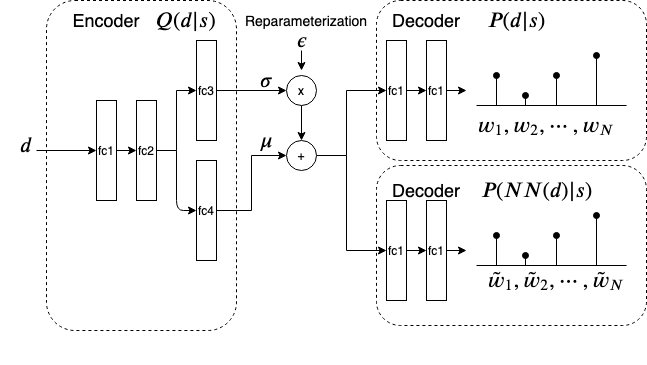 Encoder Q(d|s)
Reparameterization
Decoder P(d|s)
ϵ
fc3
σ
x
fc1
fc1
w₁, w₂, ··· , w_N
d
fc1
fc2
μ
+
Decoder P(NN(d)|s)
fc4
fc1
fc1
w̃₁, w̃₂, ··· , w̃_N